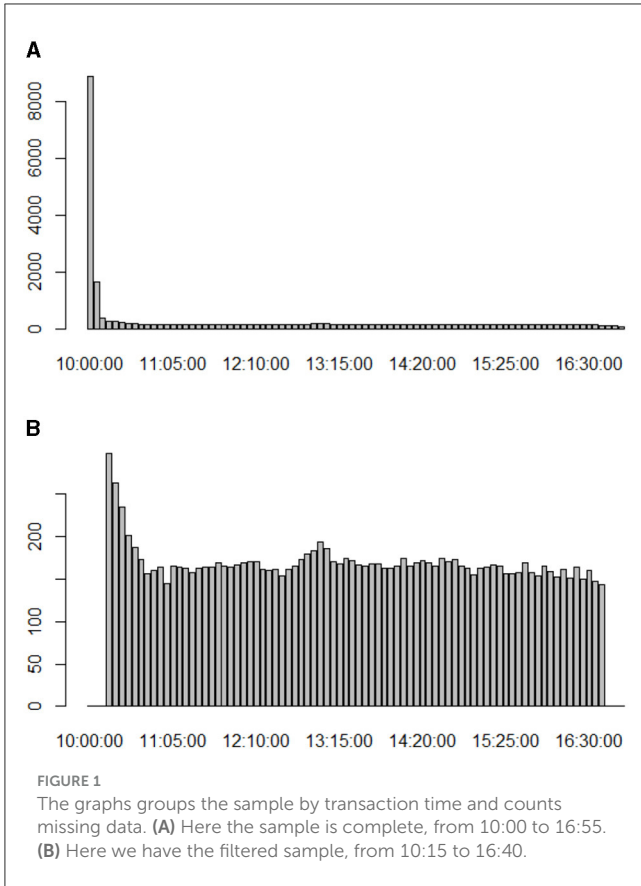 A
8000
6000
4000
2000
0
10:00:00 11:05:00 12:10:00 13:15:00 14:20:00 15:25:00 16:30:00
B
200
100
50
0
10:00:00 11:05:00 12:10:00 13:15:00 14:20:00 15:25:00 16:30:00
FIGURE 1
The graphs groups the sample by transaction time and counts
missing data. (A) Here the sample is complete, from 10:00 to 16:55.
(B) Here we have the filtered sample, from 10:15 to 16:40.